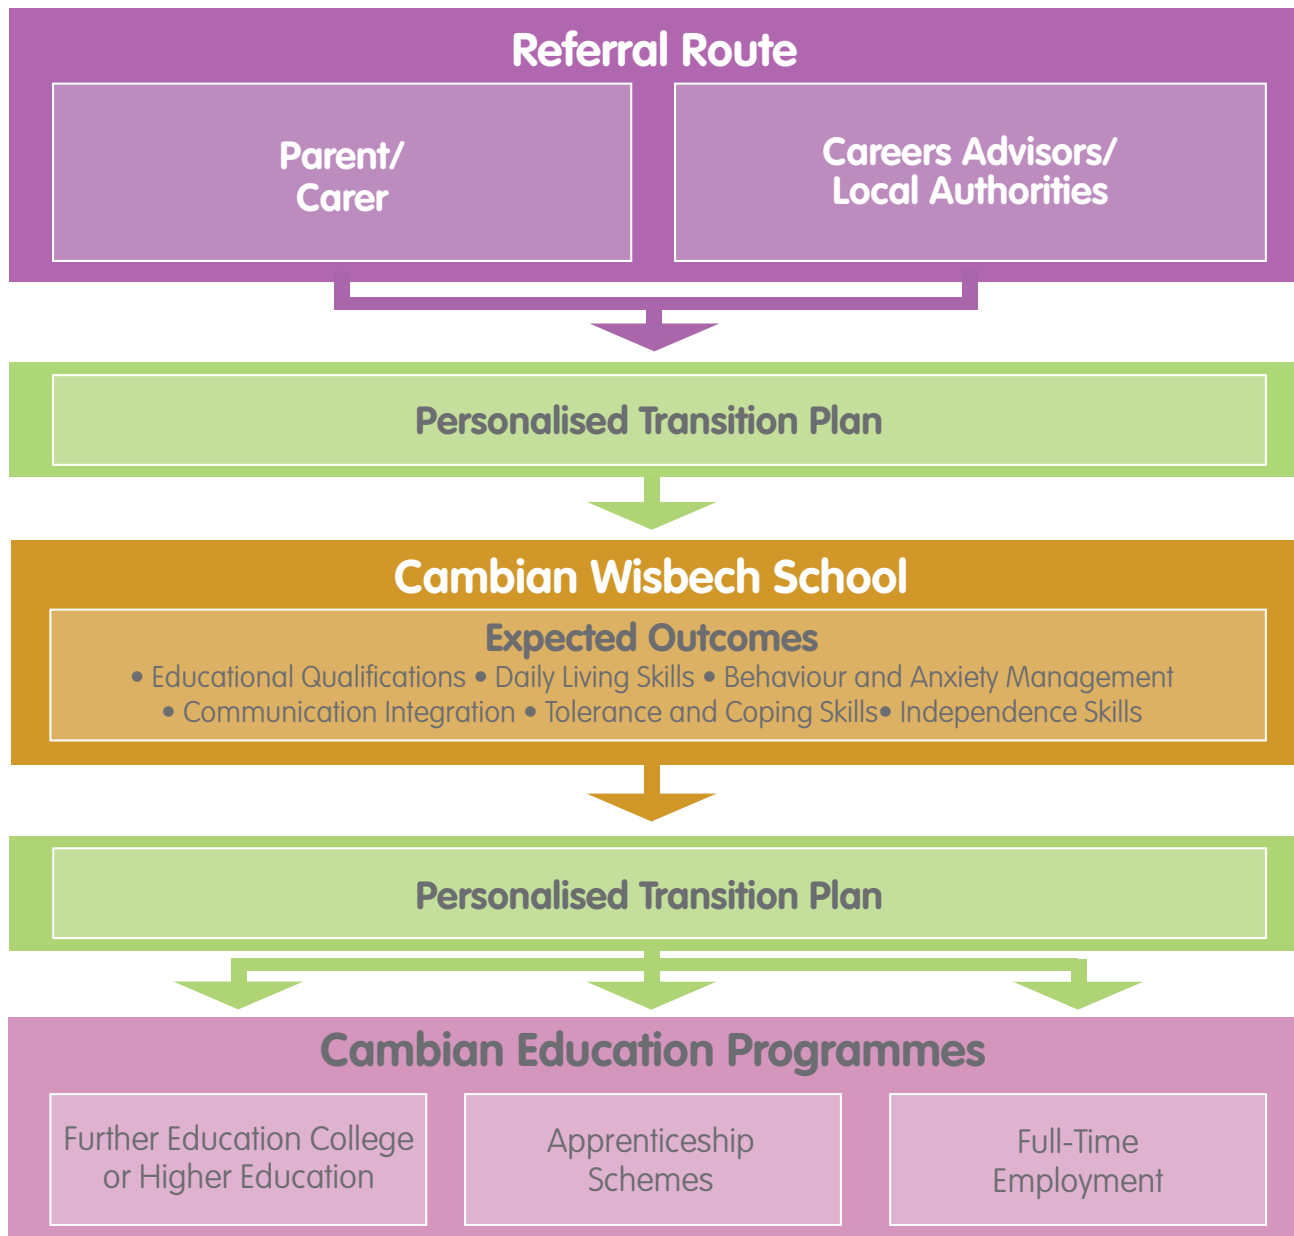 Referral Route
Parent/
Carer
Careers Advisors/
Local Authorities
Personalised Transition Plan
Cambian Wisbech School
Expected Outcomes
• Educational Qualifications • Daily Living Skills • Behaviour and Anxiety Management
• Communication Integration • Tolerance and Coping Skills• Independence Skills
Personalised Transition Plan
Cambian Education Programmes
Further Education College
or Higher Education
Apprenticeship
Schemes
Full-Time
Employment